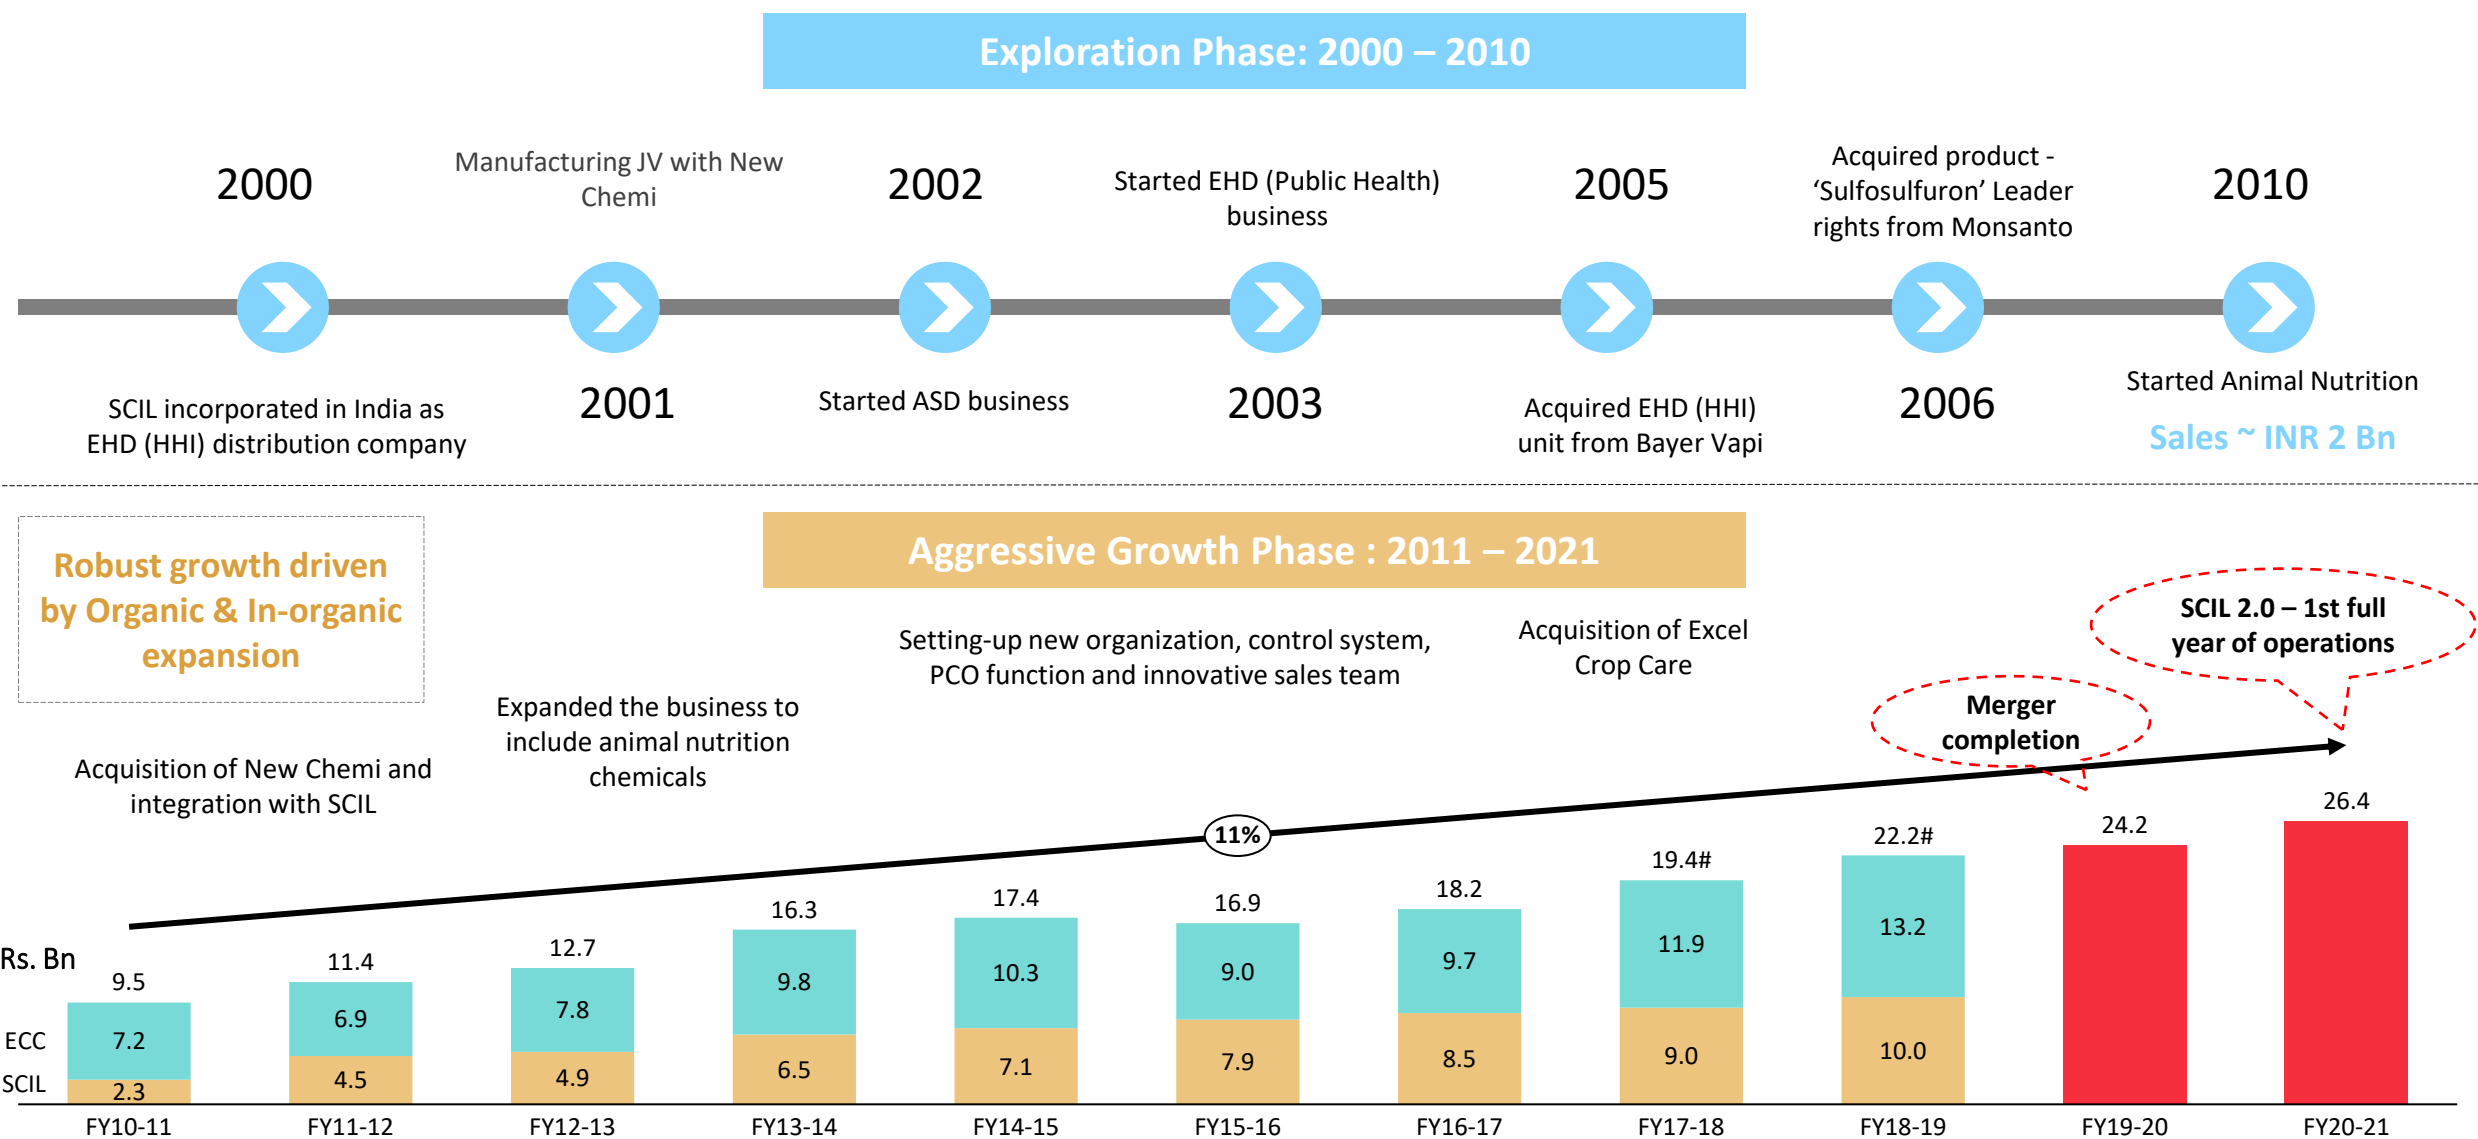 Exploration Phase: 2000 – 2010
2000
SCIL incorporated in India as
EHD (HHI) distribution company
Manufacturing JV with New
Chemi
2001
2002
Started ASD business
Started EHD (Public Health)
business
2003
2005
Acquired EHD (HHI)
unit from Bayer Vapi
Acquired product -
‘Sulfosulfuron’ Leader
rights from Monsanto
2006
2010
Started Animal Nutrition
Sales ~ INR 2 Bn
Robust growth driven
by Organic & In-organic
expansion
Aggressive Growth Phase : 2011 – 2021
Acquisition of New Chemi and
integration with SCIL
Expanded the business to
include animal nutrition
chemicals
Setting-up new organization, control system,
PCO function and innovative sales team
Acquisition of Excel
Crop Care
Merger
completion
SCIL 2.0 – 1st full
year of operations
11%
Rs. Bn
9.5
11.4
12.7
16.3
17.4
16.9
18.2
19.4#
22.2#
24.2
26.4
ECC
7.2
6.9
7.8
9.8
10.3
9.0
9.7
11.9
13.2
SCIL
2.3
4.5
4.9
6.5
7.1
7.9
8.5
9.0
10.0
FY10-11
FY11-12
FY12-13
FY13-14
FY14-15
FY15-16
FY16-17
FY17-18
FY18-19
FY19-20
FY20-21